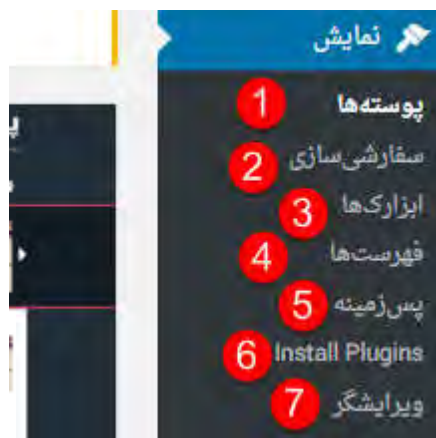 نمایش
پوسته‌ها 1
سفارشی‌سازی 2
ابزارک‌ها 3
فهرست‌ها 4
پس‌زمینه 5
Install Plugins 6
ویرایشگر 7